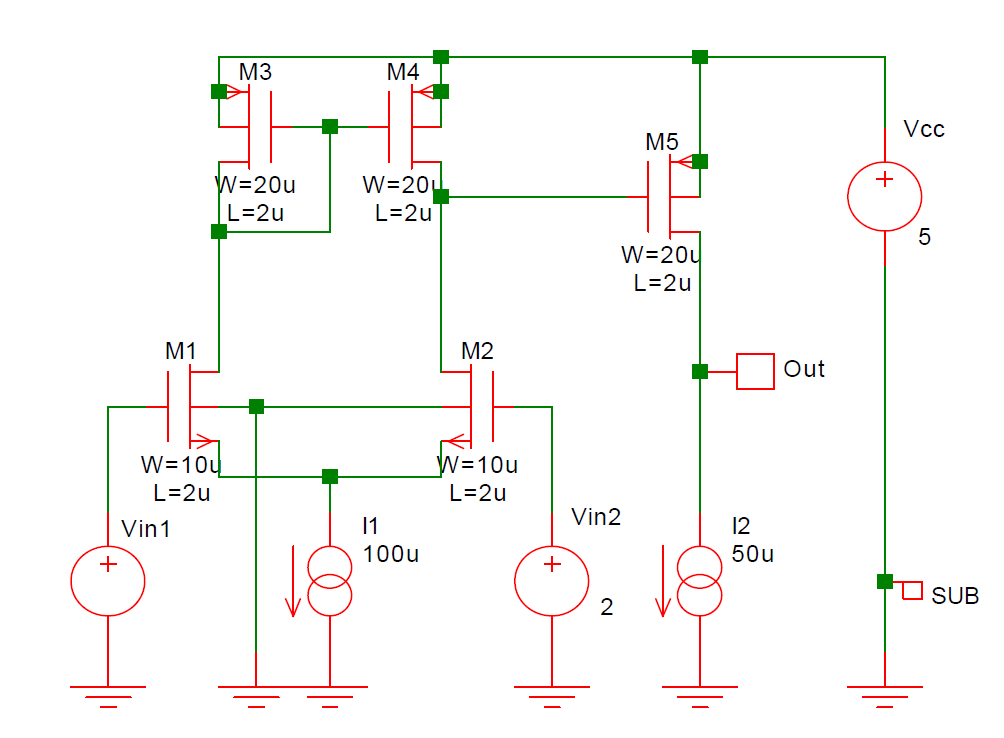 M3
M4
Vcc
M5
W=20u
L=2u
W=20u
L=2u
5
W=20u
L=2u
M1
M2
Out
W=10u
L=2u
W=10u
L=2u
Vin1
I1
100u
Vin2
2
I2
50u
SUB